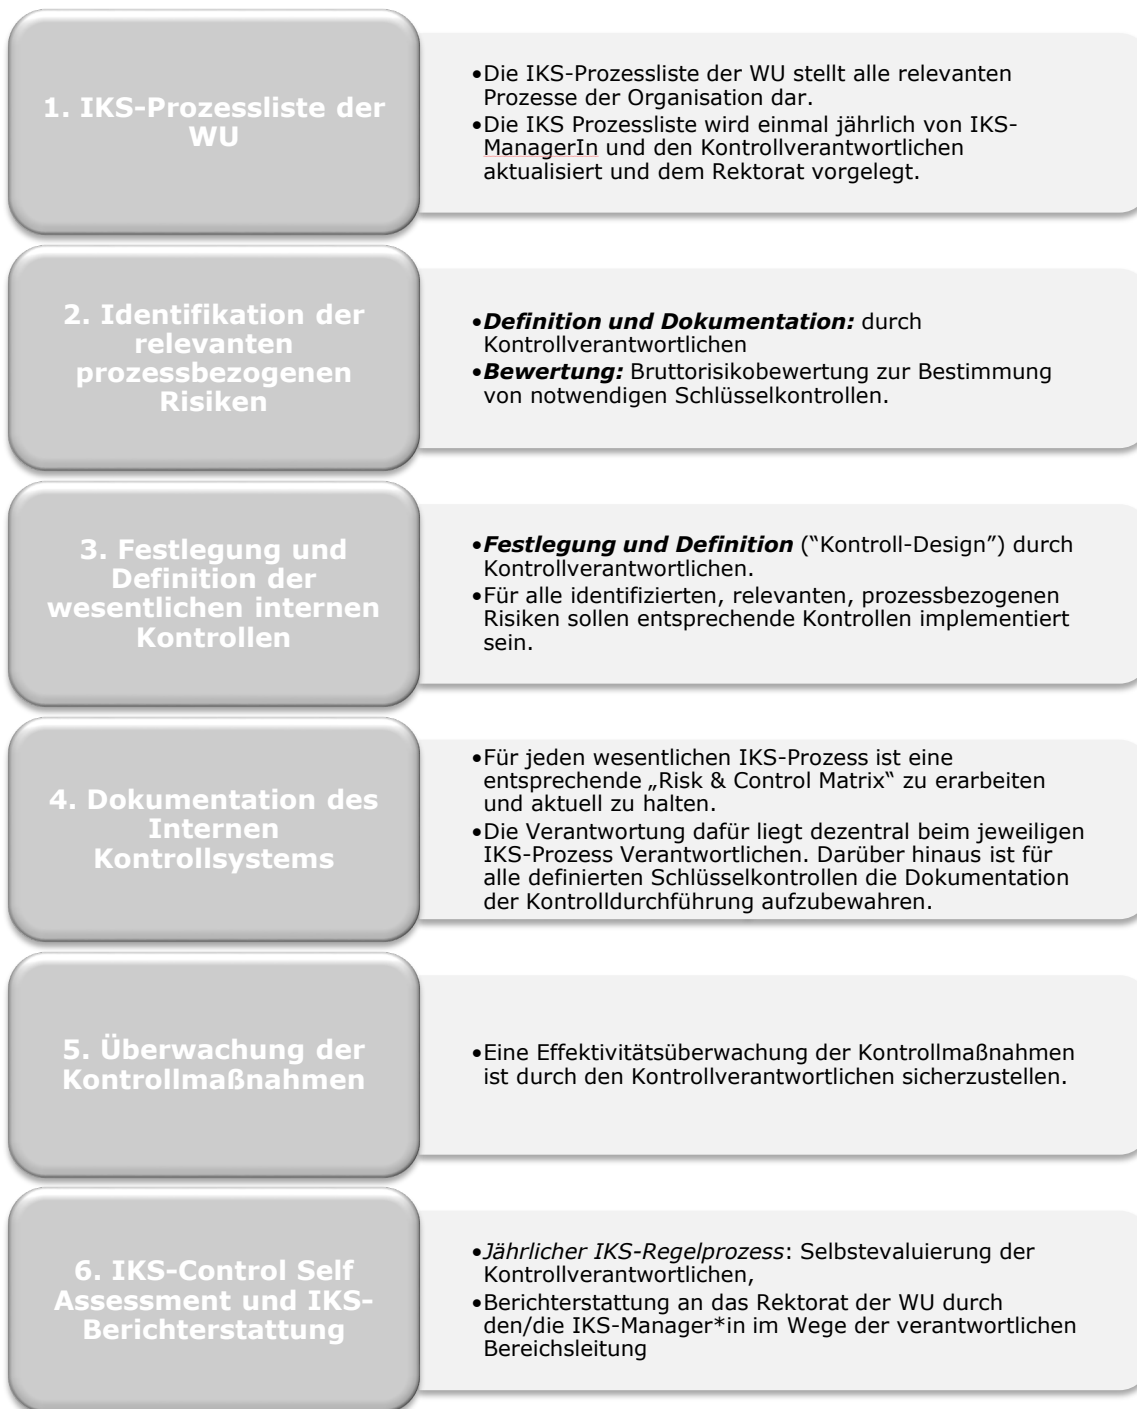 1. IKS-Prozessliste der
WU
•Die IKS-Prozessliste der WU stellt alle relevanten
Prozesse der Organisation dar.
•Die IKS Prozessliste wird einmal jährlich von IKS-
ManagerIn und den Kontrollverantwortlichen
aktualisiert und dem Rektorat vorgelegt.
2. Identifikation der
relevanten
prozessbezogenen
Risiken
•Definition und Dokumentation: durch
Kontrollverantwortlichen
•Bewertung: Bruttorisikobewertung zur Bestimmung
von notwendigen Schlüsselkontrollen.
3. Festlegung und
Definition der
wesentlichen internen
Kontrollen
•Festlegung und Definition (“Kontroll-Design”) durch
Kontrollverantwortlichen.
•Für alle identifizierten, relevanten, prozessbezogenen
Risiken sollen entsprechende Kontrollen implementiert
sein.
4. Dokumentation des
Internen
Kontrollsystems
•Für jeden wesentlichen IKS-Prozess ist eine
entsprechende „Risk & Control Matrix“ zu erarbeiten
und aktuell zu halten.
•Die Verantwortung dafür liegt dezentral beim jeweiligen
IKS-Prozess Verantwortlichen. Darüber hinaus ist für
alle definierten Schlüsselkontrollen die Dokumentation
der Kontrolldurchführung aufzubewahren.
5. Überwachung der
Kontrollmaßnahmen
•Eine Effektivitätsüberwachung der Kontrollmaßnahmen
ist durch den Kontrollverantwortlichen sicherzustellen.
6. IKS-Control Self
Assessment und IKS-
Berichterstattung
•Jährlicher IKS-Regelprozess: Selbstevaluierung der
Kontrollverantwortlichen,
•Berichterstattung an das Rektorat der WU durch
den/die IKS-Manager*in im Wege der verantwortlichen
Bereichsleitung